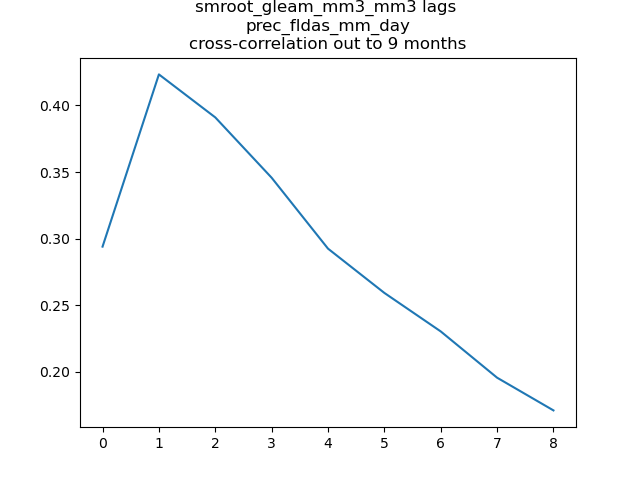 smroot_gleam_mm3_mm3 lags
prec_fldas_mm_day
cross-correlation out to 9 months
0.40
0.35
0.30
0.25
0.20
0 1 2 3 4 5 6 7 8